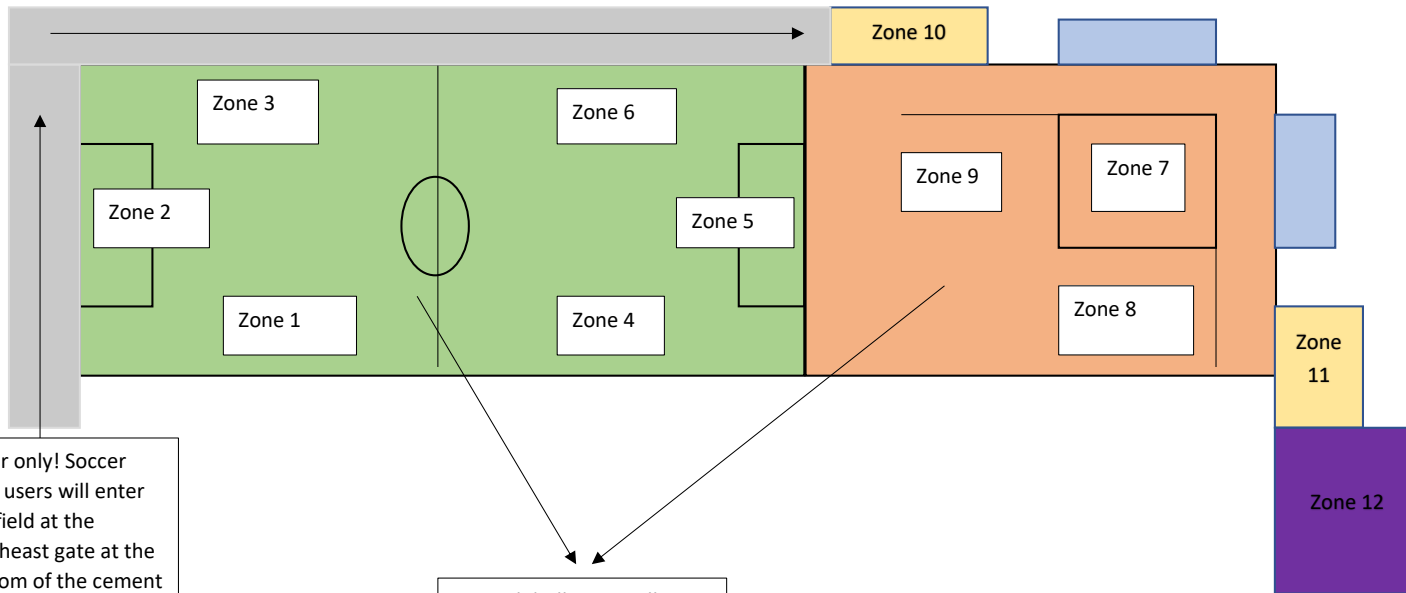 Zone 10
Zone 3
Zone 6
Zone 7
Zone 9
Zone 2
Zone 5
Zone 1
Zone 4
Zone 8
Zone
11
Zone 12
only! Soccer
users will enter
field at the
gate at the
of the cement